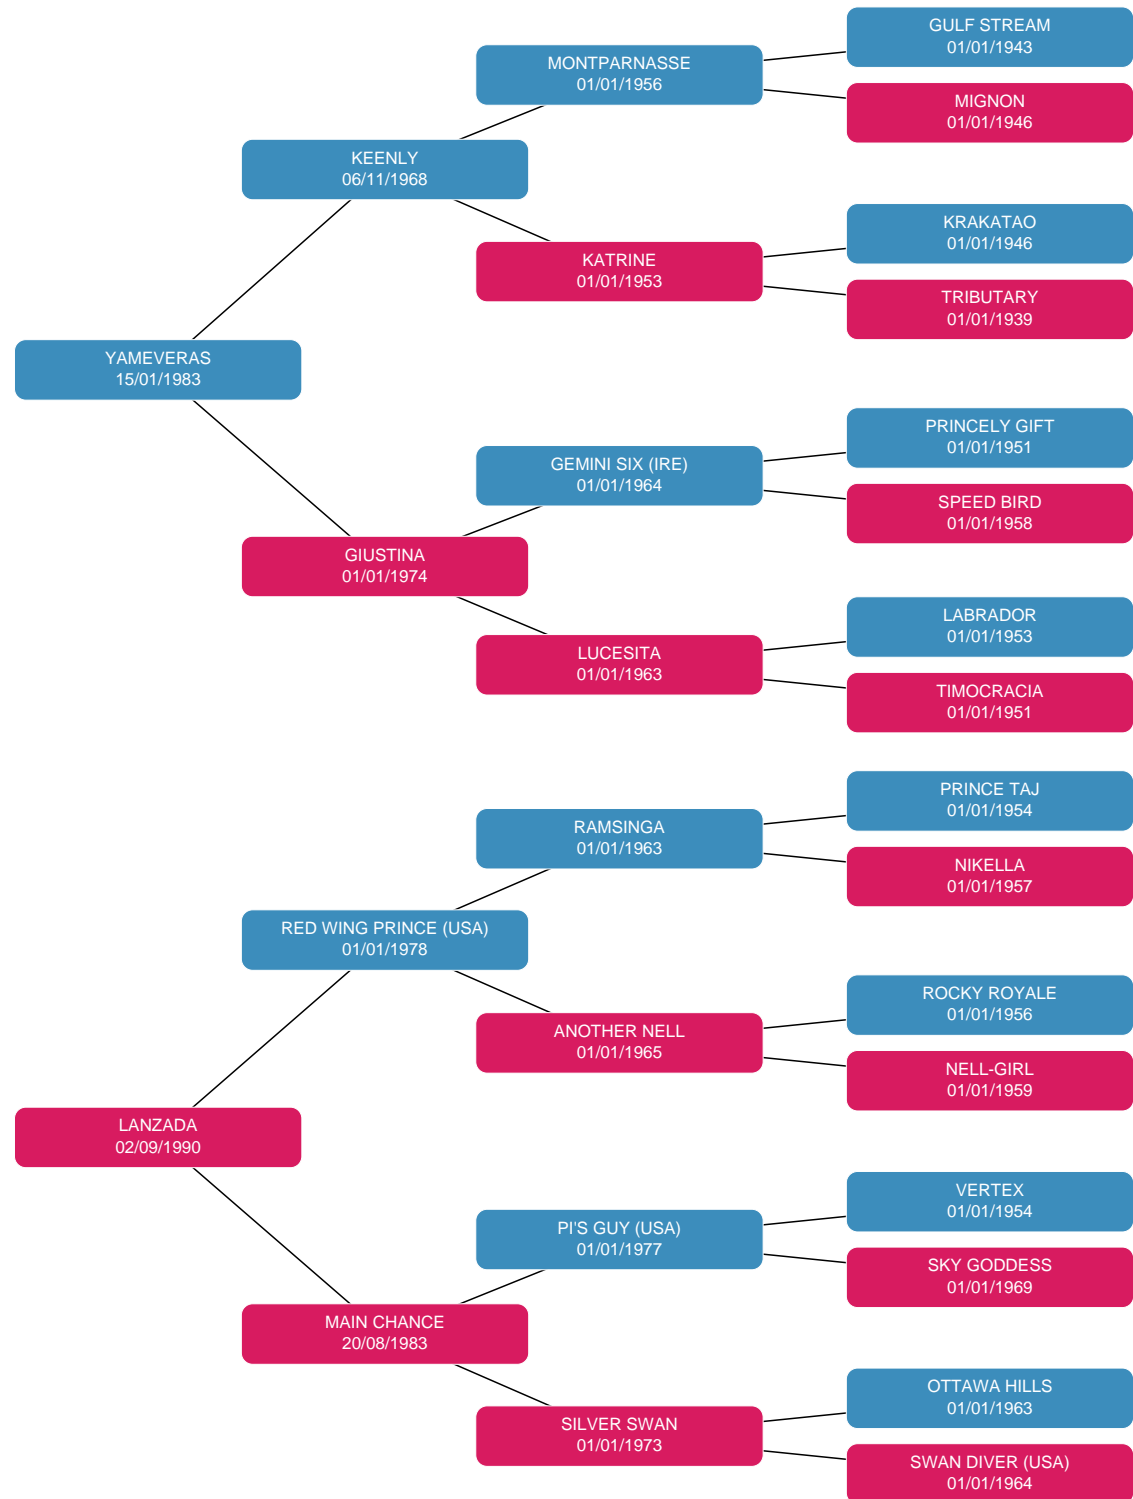 GULF STREAM
01/01/1943
MONTPARNASSE
01/01/1956
MIGNON
01/01/1946
KEENLY
06/11/1968
KRAKATAO
01/01/1946
KATRINE
01/01/1953
TRIBUTARY
01/01/1939
YAMEVERAS
15/01/1983
PRINCELY GIFT
01/01/1951
GEMINI SIX (IRE)
01/01/1964
SPEED BIRD
01/01/1958
GIUSTINA
01/01/1974
LABRADOR
01/01/1953
LUCESITA
01/01/1963
TIMOCRACIA
01/01/1951
PRINCE TAJ
01/01/1954
RAMSINGA
01/01/1963
NIKELLA
01/01/1957
RED WING PRINCE (USA)
01/01/1978
ROCKY ROYALE
01/01/1956
ANOTHER NELL
01/01/1965
NELL-GIRL
01/01/1959
LANZADA
02/09/1990
VERTEX
01/01/1954
PI'S GUY (USA)
01/01/1977
SKY GODDESS
01/01/1969
MAIN CHANCE
20/08/1983
OTTAWA HILLS
01/01/1963
SILVER SWAN
01/01/1973
SWAN DIVER (USA)
01/01/1964